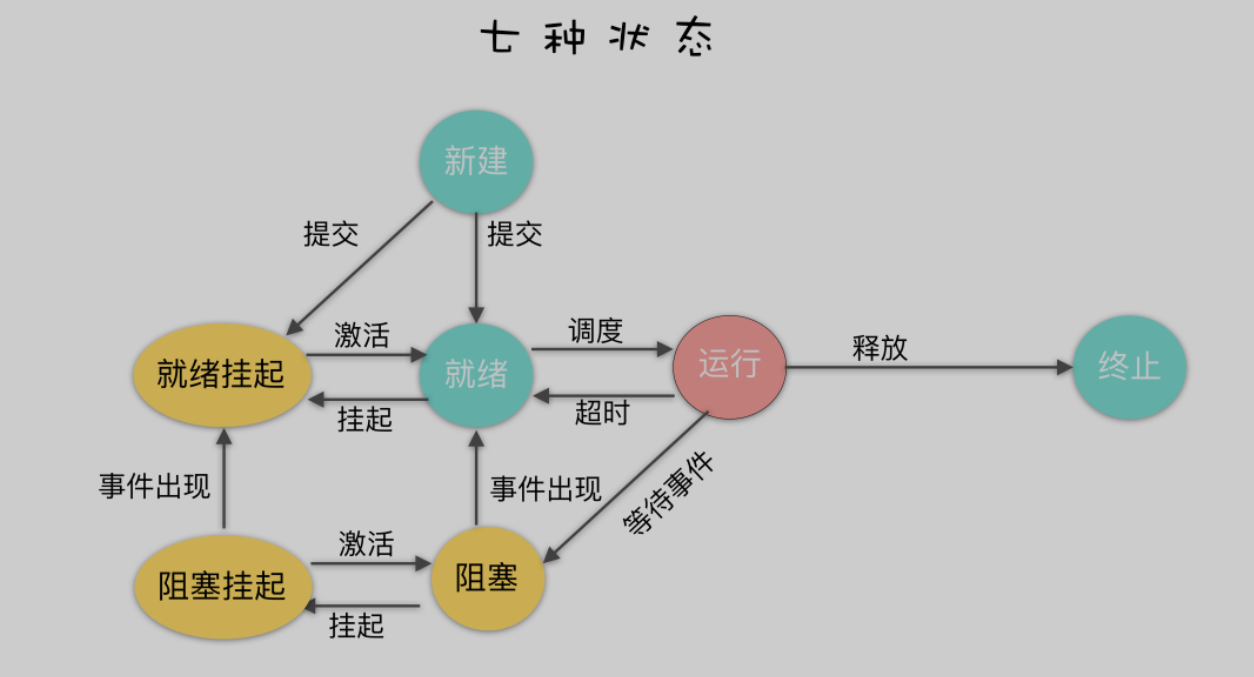 七种状态
新建
提交
提交
激活
调度
释放
就绪挂起
就绪
运行
终止
挂起
超时
事件出现
事件出现
等待事件
激活
阻塞挂起
阻塞
挂起